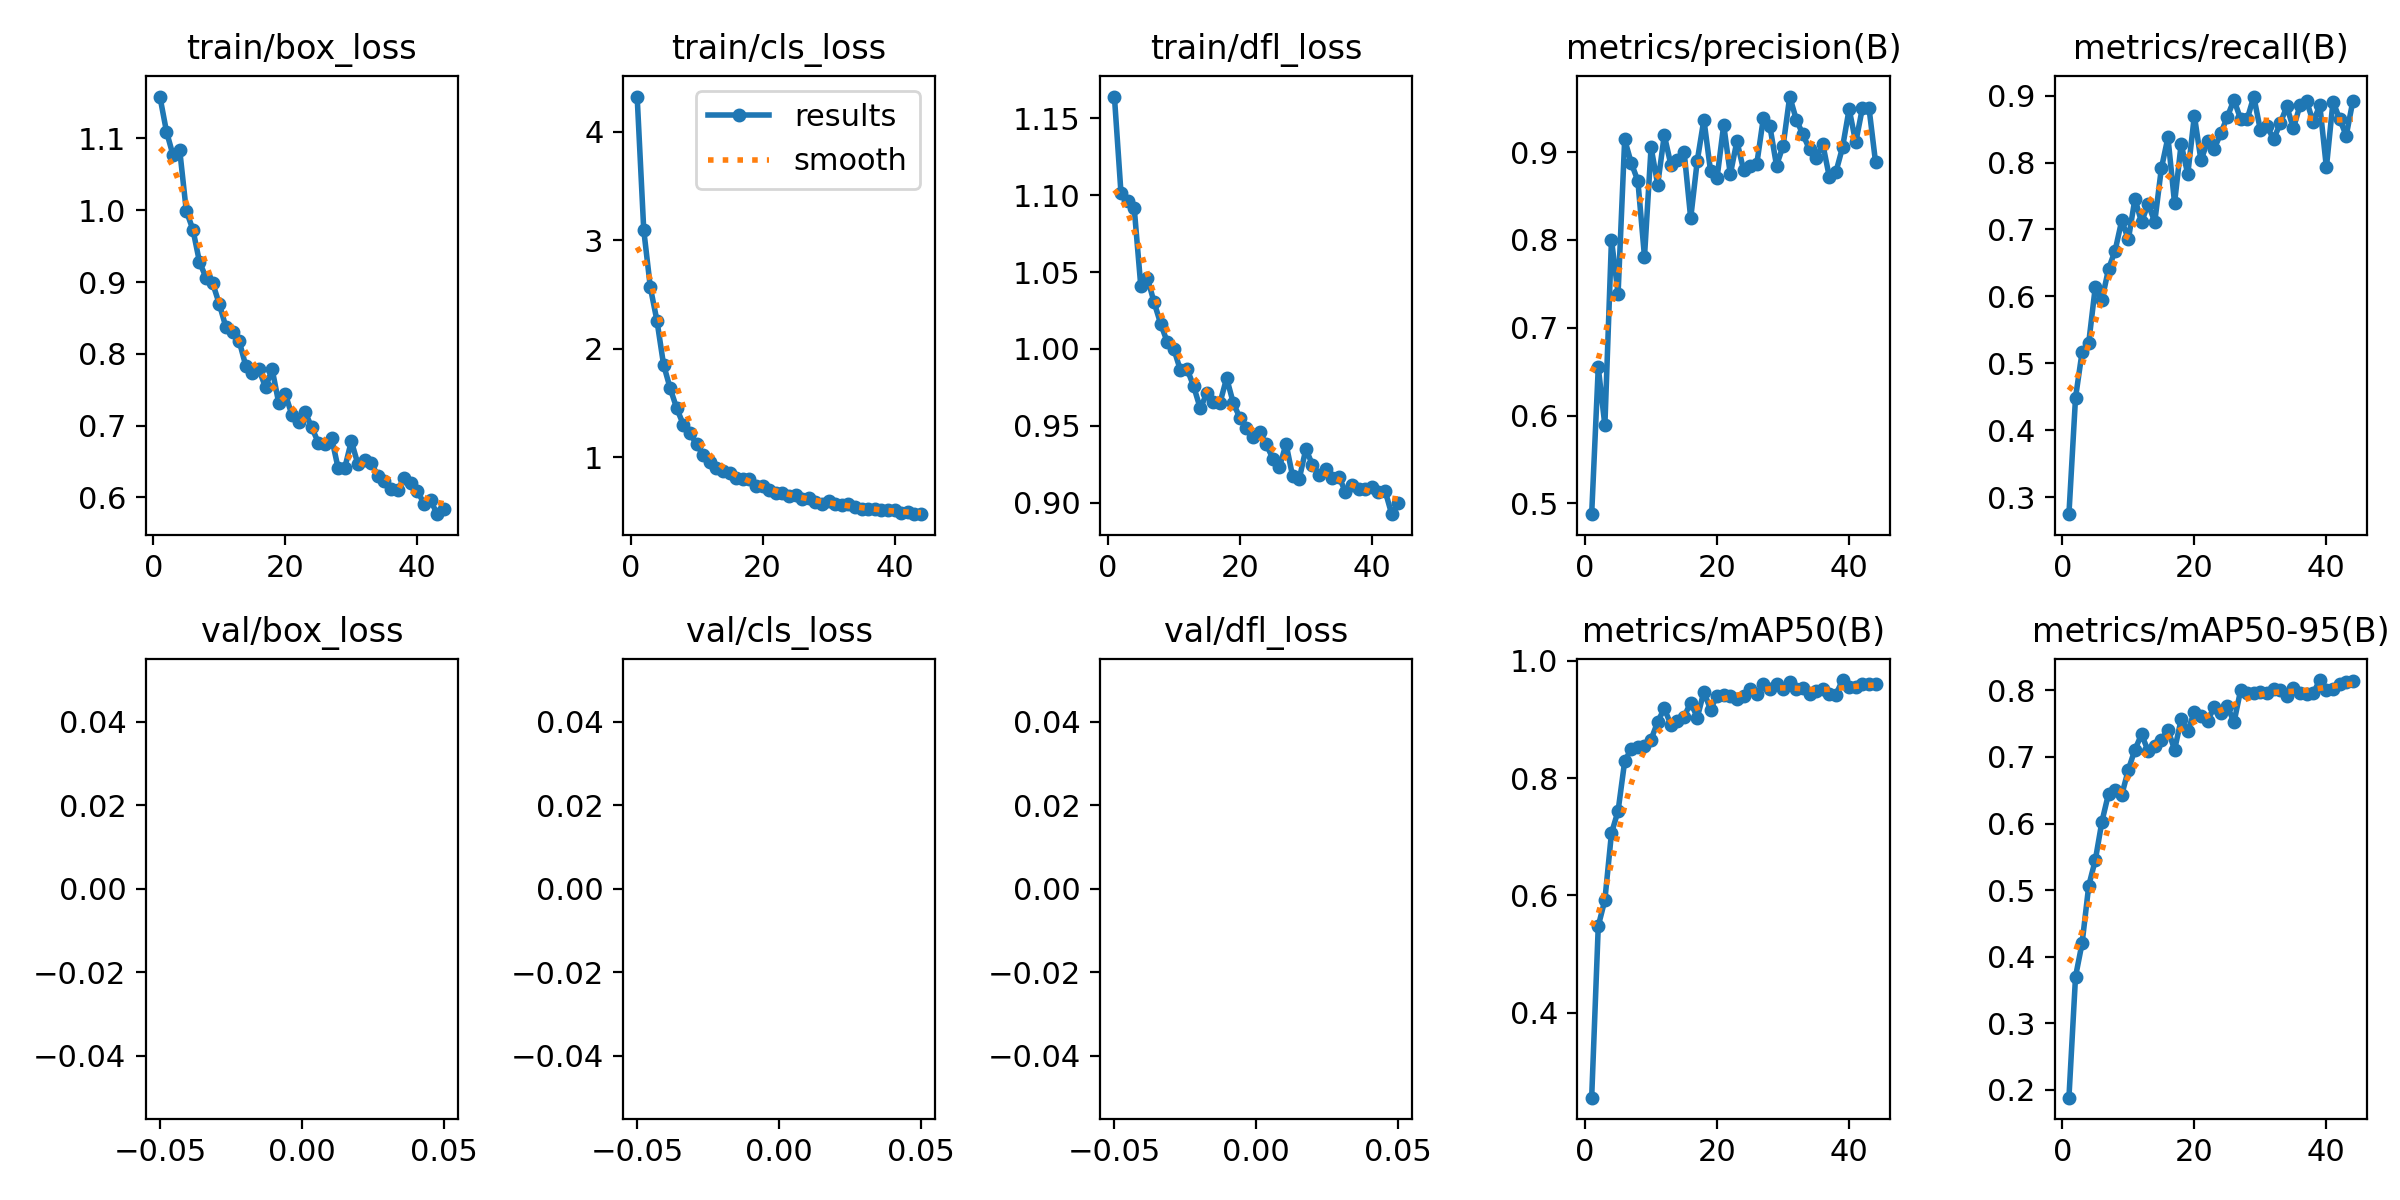 train/box_loss
1.1
1.0
0.9
0.8
0.7
0.6
0 20 40
train/cls_loss
results
smooth
4
3
2
1
0 20 40
train/dfl_loss
1.15
1.10
1.05
1.00
0.95
0.90
0 20 40
metrics/precision(B)
0.9
0.8
0.7
0.6
0.5
0 20 40
metrics/recall(B)
0.9
0.8
0.7
0.6
0.5
0.4
0.3
0 20 40
val/box_loss
0.04
0.02
0.00
−0.02
−0.04
−0.05 0.00 0.05
val/cls_loss
0.04
0.02
0.00
−0.02
−0.04
−0.05 0.00 0.05
val/dfl_loss
0.04
0.02
0.00
−0.02
−0.04
−0.05 0.00 0.05
metrics/mAP50(B)
1.0
0.8
0.6
0.4
0 20 40
metrics/mAP50-95(B)
0.8
0.7
0.6
0.5
0.4
0.3
0.2
0 20 40